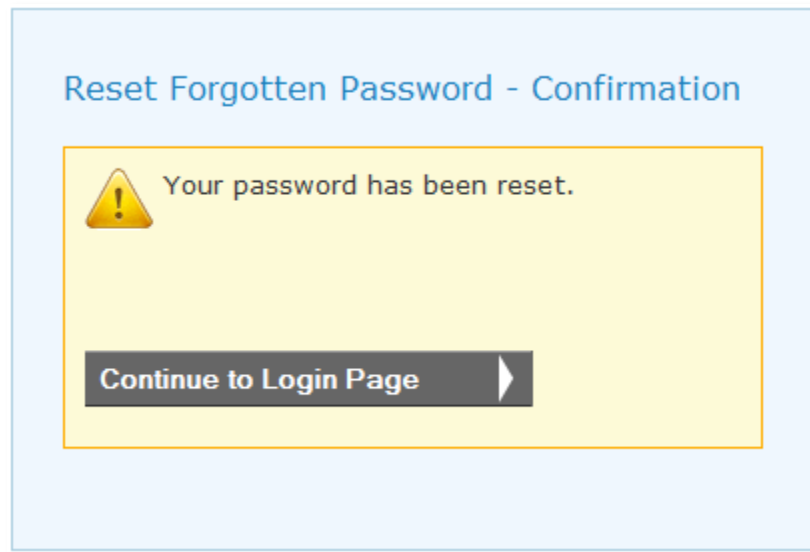 Reset Forgotten Password - Confirmation
Your password has been reset.
Continue to Login Page